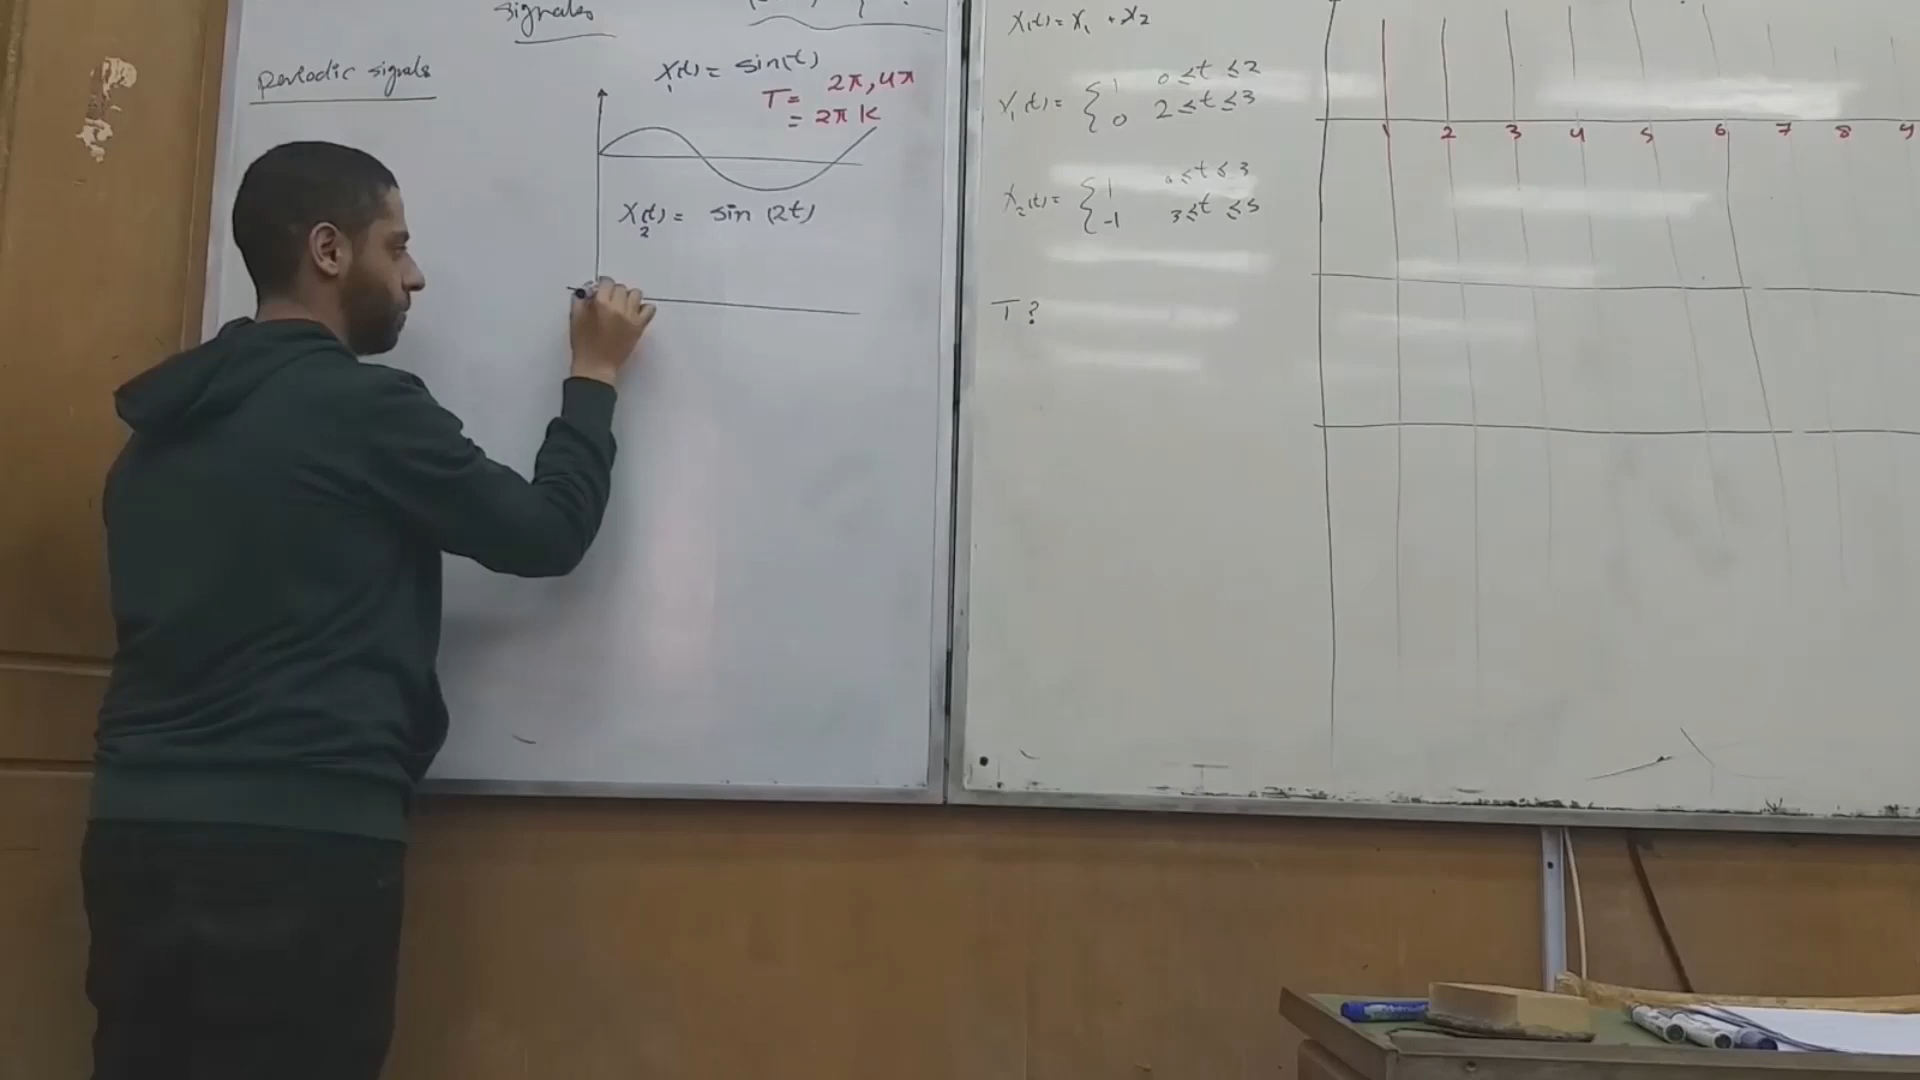 signals
Periodic signals
X₁(t) = sin(t)
T = 2π, 4π
= 2π K
X₂(t) = sin (2t)
X(t) = X₁ + X₂
X₁(t) = { 1 0 ≤ t ≤ 2
0 2 ≤ t ≤ 3
X₂(t) = { 1 0 ≤ t ≤ 3
-1 3 ≤ t ≤ 5
T ?
1 2 3 4 5 6 7 8 9